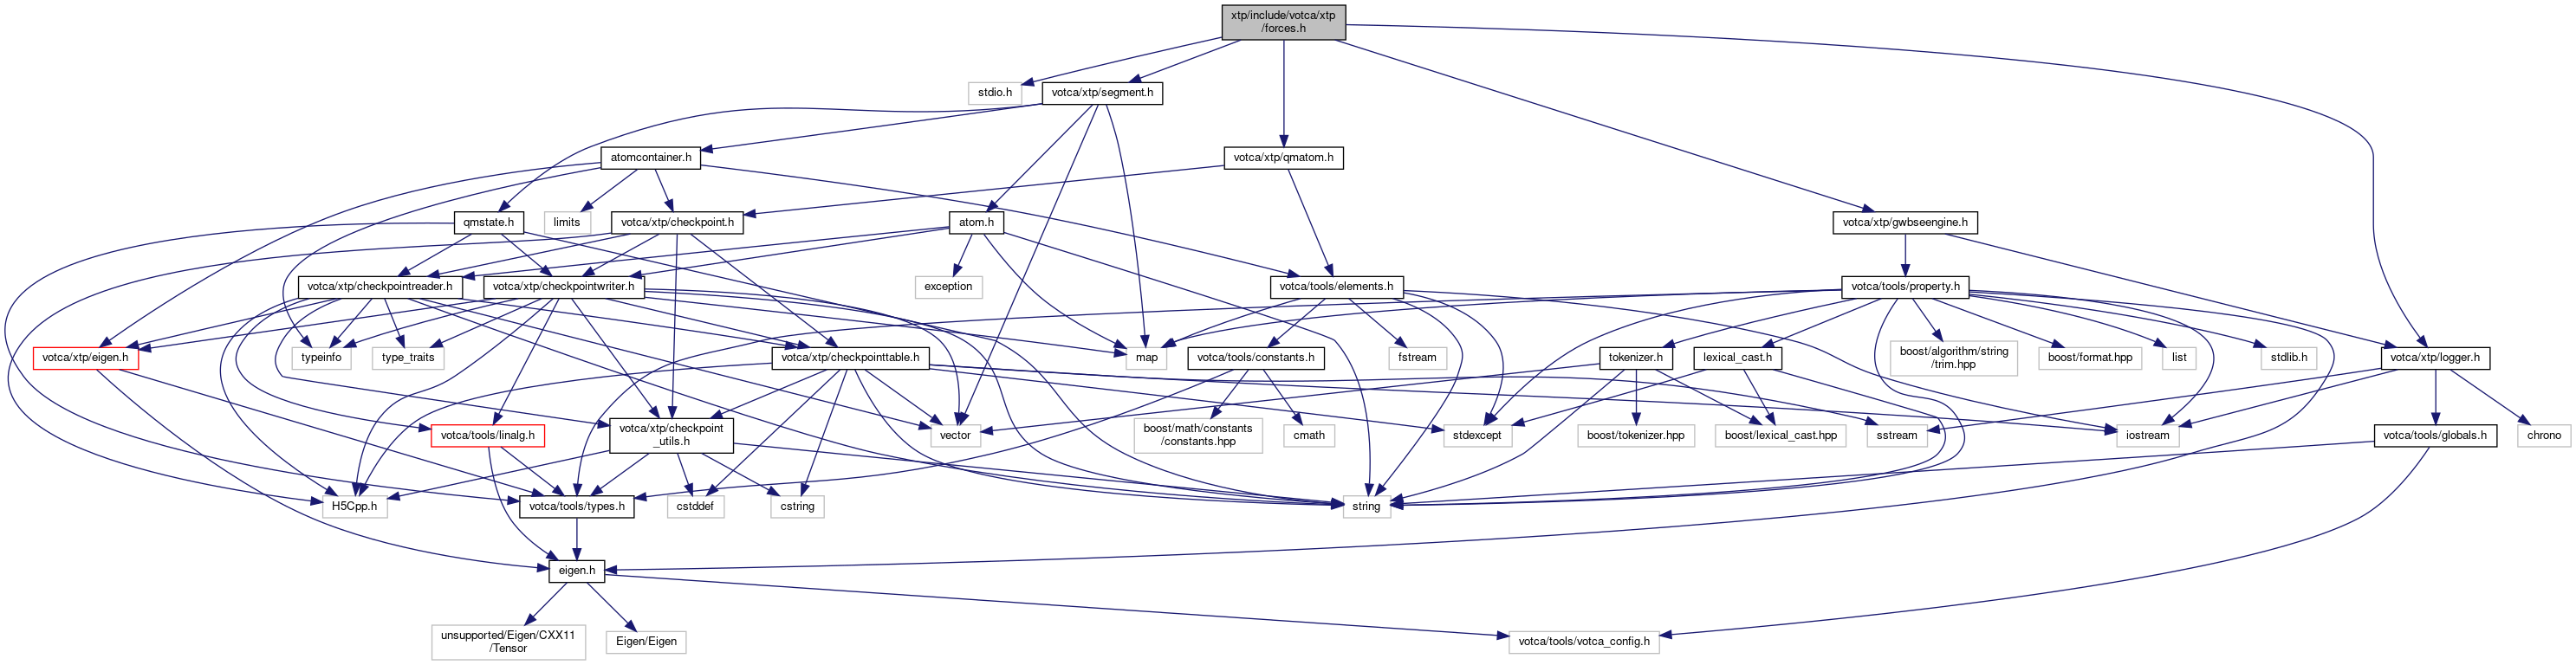 xtp/include/votca/xtp
/forces.h
stdio.h
votca/xtp/segment.h
atomcontainer.h
votca/xtp/qmatom.h
qmstate.h
limits
votca/xtp/checkpoint.h
atom.h
votca/xtp/gwbseengine.h
votca/xtp/checkpointreader.h
votca/xtp/checkpointwriter.h
exception
votca/tools/elements.h
votca/tools/property.h
votca/xtp/eigen.h
typeinfo
type_traits
votca/xtp/checkpointtable.h
map
votca/tools/constants.h
fstream
tokenizer.h
lexical_cast.h
boost/algorithm/string
/trim.hpp
boost/format.hpp
list
stdlib.h
votca/xtp/logger.h
votca/tools/linalg.h
votca/xtp/checkpoint
_utils.h
vector
boost/math/constants
/constants.hpp
cmath
stdexcept
boost/tokenizer.hpp
boost/lexical_cast.hpp
sstream
iostream
votca/tools/globals.h
chrono
H5Cpp.h
votca/tools/types.h
cstddef
cstring
string
eigen.h
unsupported/Eigen/CXX11
/Tensor
Eigen/Eigen
votca/tools/votca_config.h